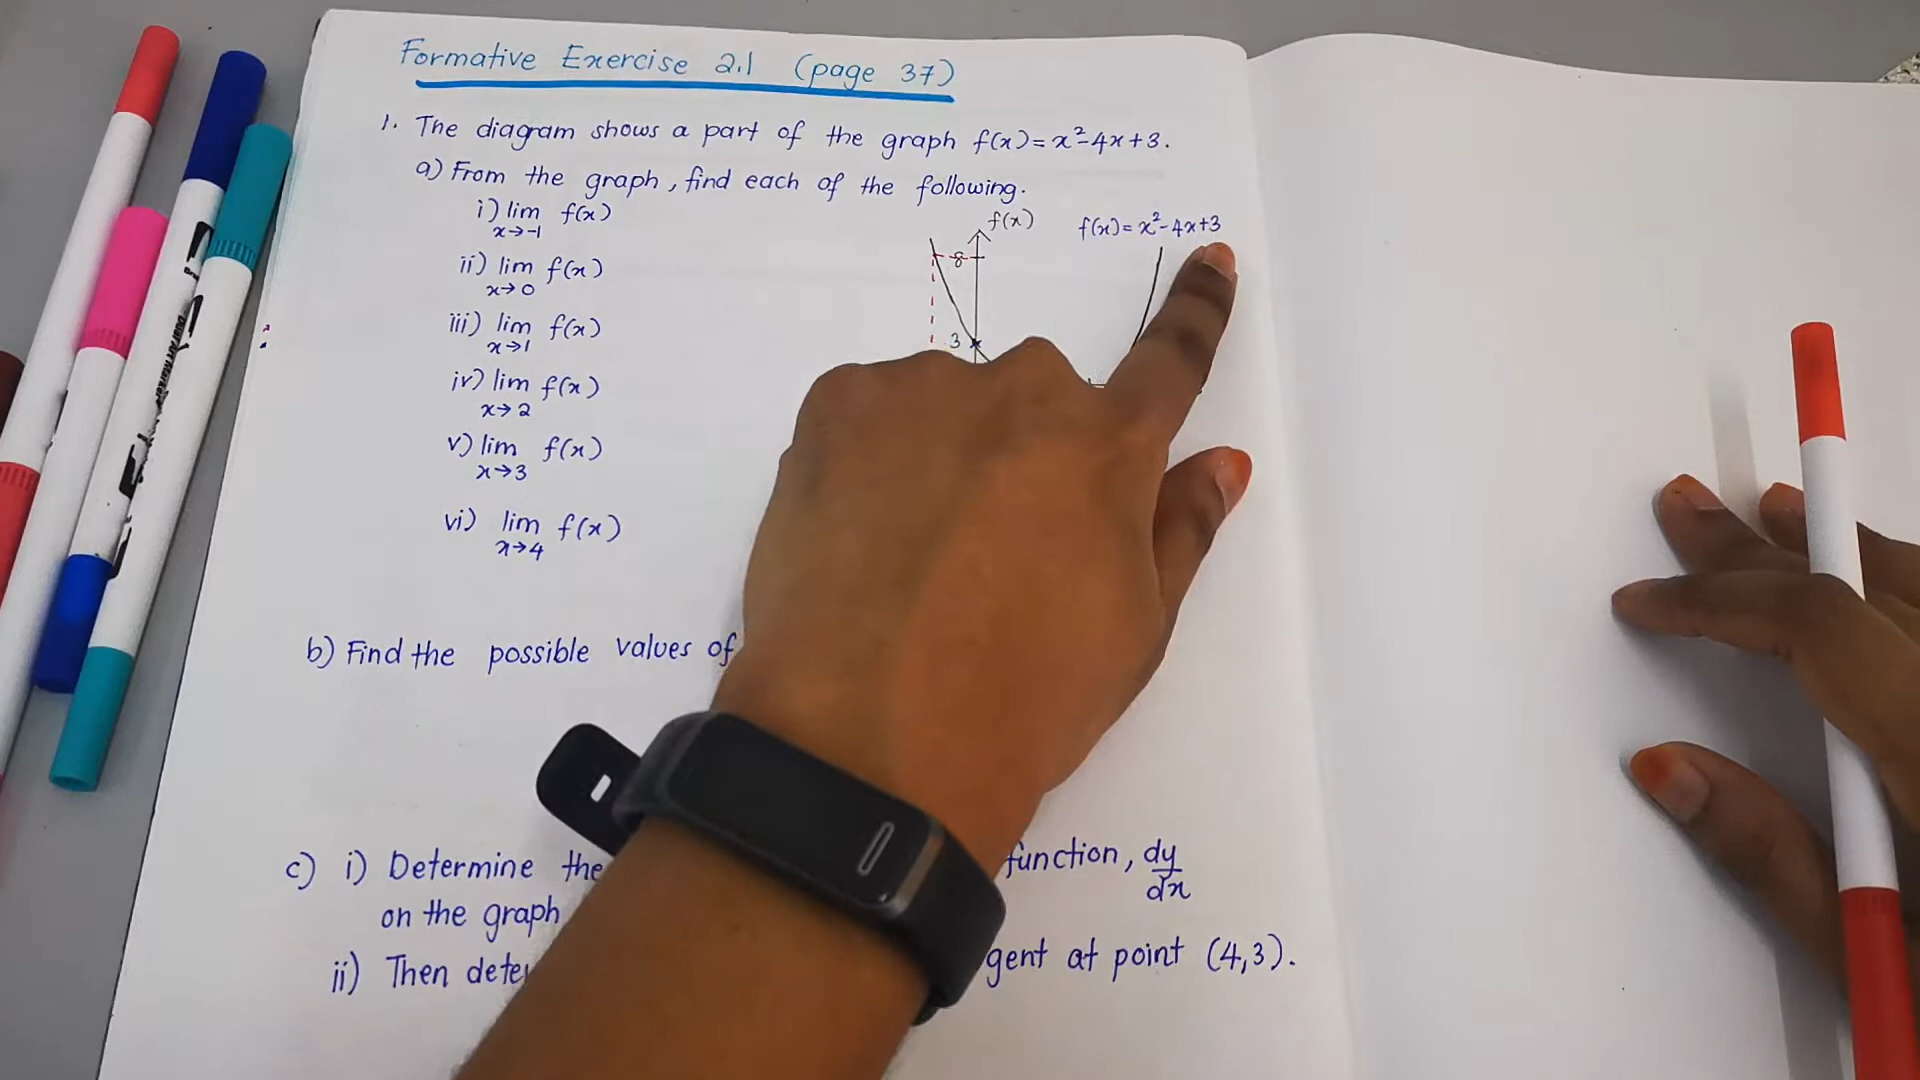 Formative Exercise 2.1 (page 37)
1. The diagram shows a part of the graph f(x)=x²-4x+3.
a) From the graph, find each of the following.
i) lim f(x)
x→-1
ii) lim f(x)
x→0
iii) lim f(x)
x→1
iv) lim f(x)
x→2
v) lim f(x)
x→3
vi) lim f(x)
x→4
f(x)
f(x)=x²-4x+3
8
3
b) Find the possible values of
c) i) Determine the function, dy/dx
on the graph
ii) Then gent at point (4,3).